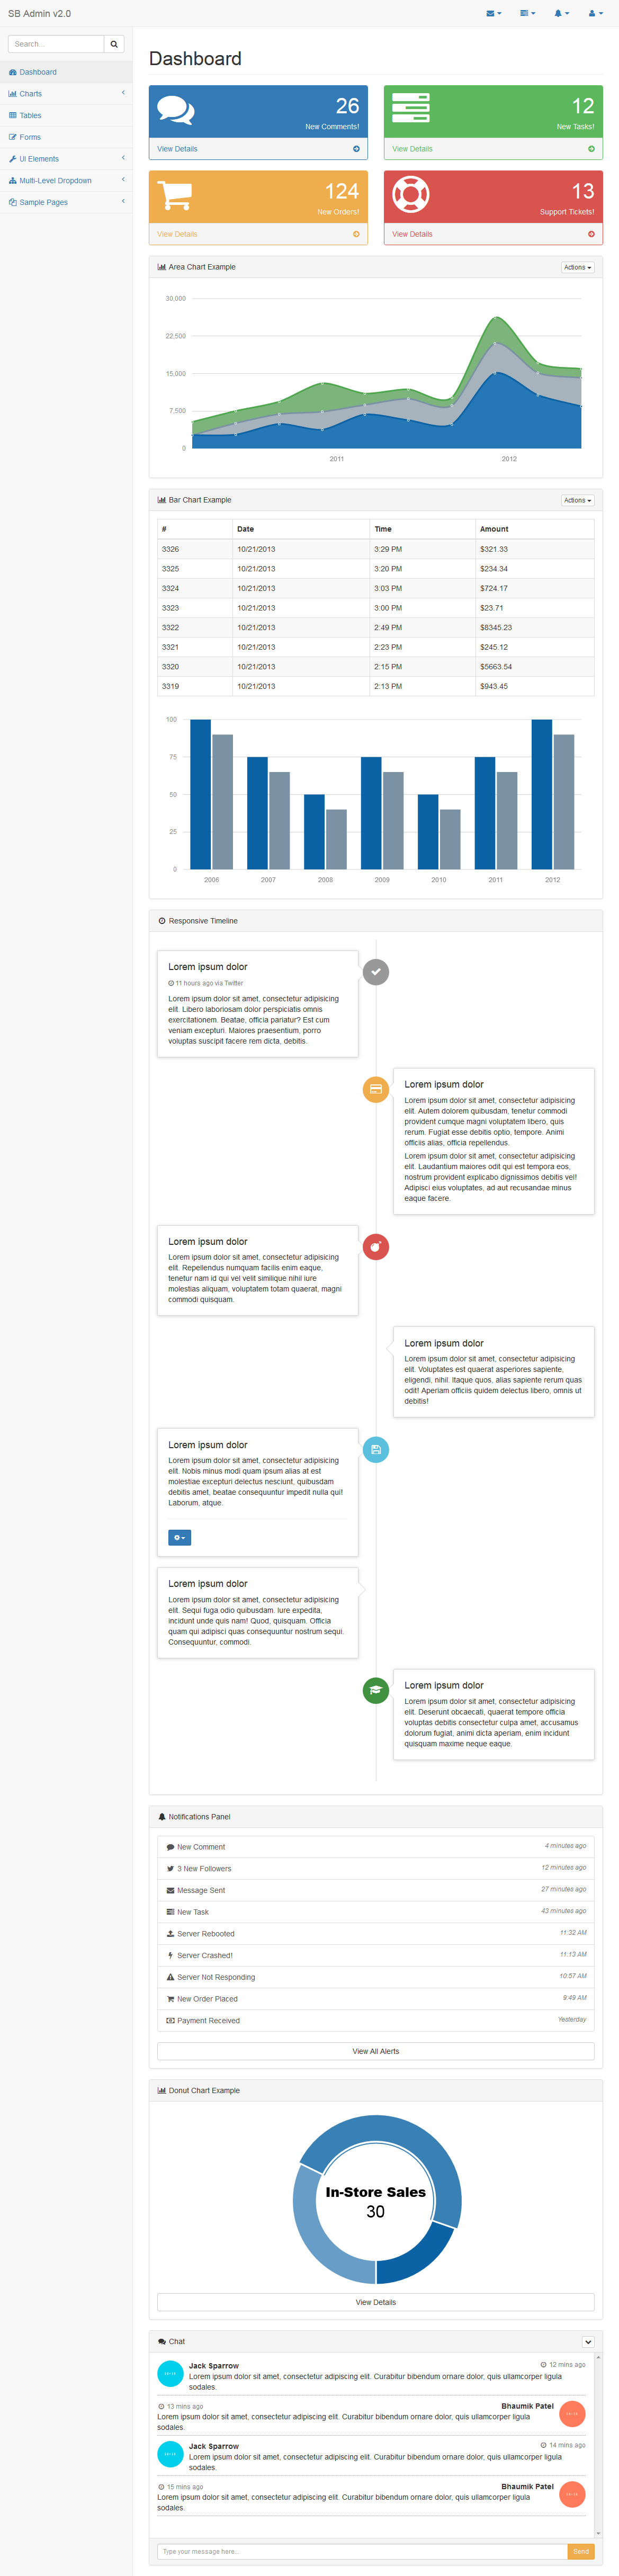 SB Admin v2.0
Search...
Dashboard
Charts
Tables
Forms
UI Elements
Multi-Level Dropdown
Sample Pages
Dashboard
26
New Comments!
View Details
12
New Tasks!
View Details
124
New Orders!
View Details
13
Support Tickets!
View Details
Area Chart Example
Actions
30,000
22,500
15,000
7,500
0
2011
2012
Bar Chart Example
Actions
# Date Time Amount
3326 10/21/2013 3:29 PM $321.33
3325 10/21/2013 3:20 PM $234.34
3324 10/21/2013 3:03 PM $724.17
3323 10/21/2013 3:00 PM $23.71
3322 10/21/2013 2:49 PM $8345.23
3321 10/21/2013 2:23 PM $245.12
3320 10/21/2013 2:15 PM $5663.54
3319 10/21/2013 2:13 PM $943.45
100
75
50
25
0
2006 2007 2008 2009 2010 2011 2012
Responsive Timeline
Lorem ipsum dolor
11 hours ago via Twitter
Lorem ipsum dolor sit amet, consectetur adipisicing
elit. Libero laboriosam dolor perspiciatis omnis
exercitationem. Beatae, officia pariatur? Est cum
veniam excepturi. Maiores praesentium, porro
voluptas suscipit facere rem dicta, debitis.
Lorem ipsum dolor
Lorem ipsum dolor sit amet, consectetur adipisicing
elit. Autem dolorem quibusdam, tenetur commodi
provident cumque magni voluptatem libero, quis
rerum. Fugiat esse debitis optio, tempore. Animi
officiis alias, officia repellendus.
Lorem ipsum dolor sit amet, consectetur adipisicing
elit. Laudantium maiores odit qui est tempora eos,
nostrum provident explicabo dignissimos debitis vel!
Adipisci eius voluptates, ad aut recusandae minus
eaque facere.
Lorem ipsum dolor
Lorem ipsum dolor sit amet, consectetur adipisicing
elit. Repellendus numquam facilis enim eaque,
tenetur nam id qui vel velit similique nihil iure
molestias aliquam, voluptatem totam quaerat, magni
commodi quisquam.
Lorem ipsum dolor
Lorem ipsum dolor sit amet, consectetur adipisicing
elit. Voluptates est quaerat asperiores sapiente,
eligendi, nihil. Itaque quos, alias sapiente rerum quas
odit! Aperiam officiis quidem delectus libero, omnis ut
debitis!
Lorem ipsum dolor
Lorem ipsum dolor sit amet, consectetur adipisicing
elit. Nobis minus modi quam ipsum alias at est
molestiae excepturi delectus nesciunt, quibusdam
debitis amet, beatae consequuntur impedit nulla qui!
Laborum, atque.
Lorem ipsum dolor
Lorem ipsum dolor sit amet, consectetur adipisicing
elit. Sequi fuga odio quibusdam. Iure expedita,
incidunt unde quis nam! Quod, quisquam. Officia
quam qui adipisci quas consequuntur nostrum sequi.
Consequuntur, commodi.
Lorem ipsum dolor
Lorem ipsum dolor sit amet, consectetur adipisicing
elit. Deserunt obcaecati, quaerat tempore officia
voluptas debitis consectetur culpa amet, accusamus
dolorum fugiat, animi dicta aperiam, enim incidunt
quisquam maxime neque eaque.
Notifications Panel
New Comment 4 minutes ago
3 New Followers 12 minutes ago
Message Sent 27 minutes ago
New Task 43 minutes ago
Server Rebooted 11:32 AM
Server Crashed! 11:13 AM
Server Not Responding 10:57 AM
New Order Placed 9:49 AM
Payment Received Yesterday
View All Alerts
Donut Chart Example
In-Store Sales
30
View Details
Chat
Jack Sparrow 12 mins ago
Lorem ipsum dolor sit amet, consectetur adipiscing elit. Curabitur bibendum ornare dolor, quis ullamcorper ligula
sodales.
13 mins ago Bhaumik Patel
Lorem ipsum dolor sit amet, consectetur adipiscing elit. Curabitur bibendum ornare dolor, quis ullamcorper ligula
sodales.
Jack Sparrow 14 mins ago
Lorem ipsum dolor sit amet, consectetur adipiscing elit. Curabitur bibendum ornare dolor, quis ullamcorper ligula
sodales.
15 mins ago Bhaumik Patel
Lorem ipsum dolor sit amet, consectetur adipiscing elit. Curabitur bibendum ornare dolor, quis ullamcorper ligula
sodales.
Type your message here...
Send